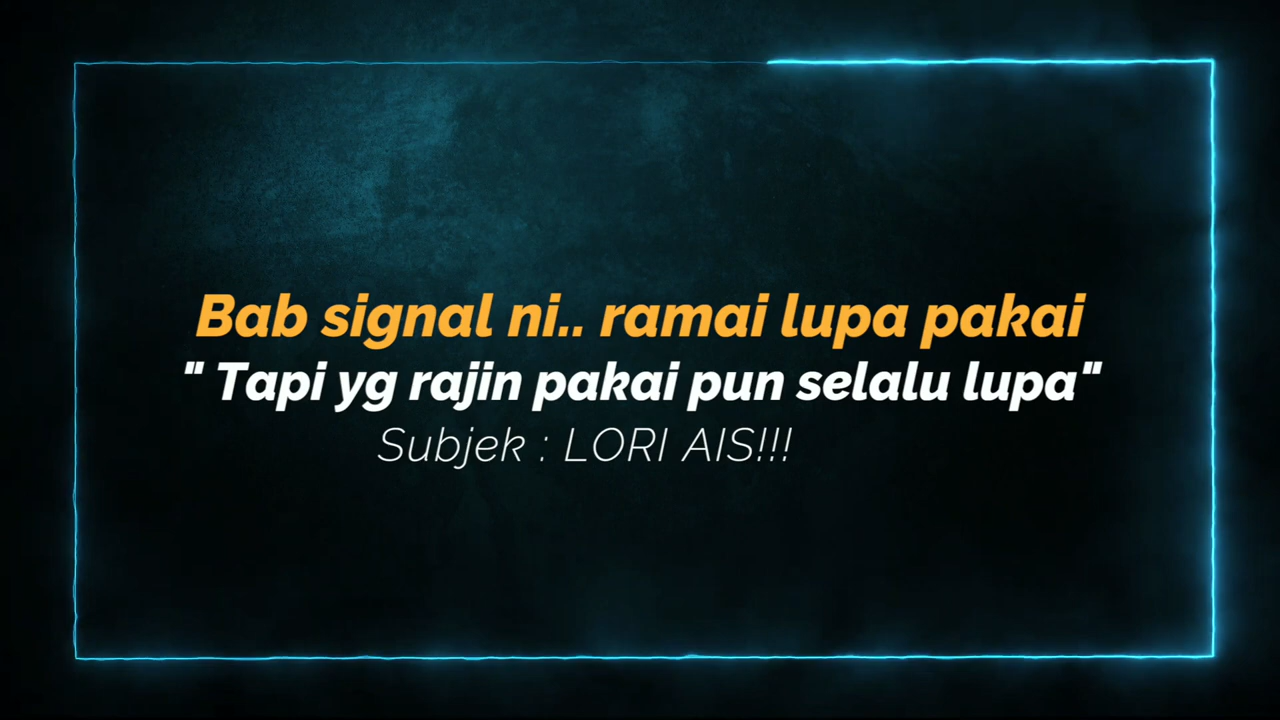 Bab signal ni.. ramai lupa pakai
" Tapi yg rajin pakai pun selalu lupa"
Subjek : LORI AIS!!!